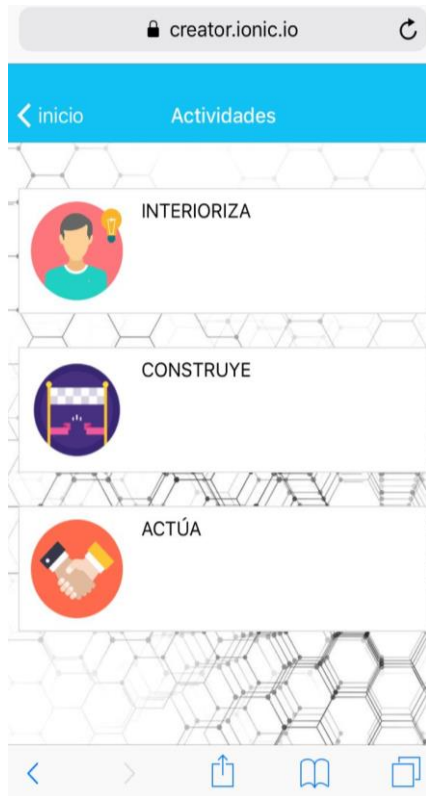 creator.ionic.io
inicio
Actividades
INTERIORIZA
CONSTRUYE
ACTÚA